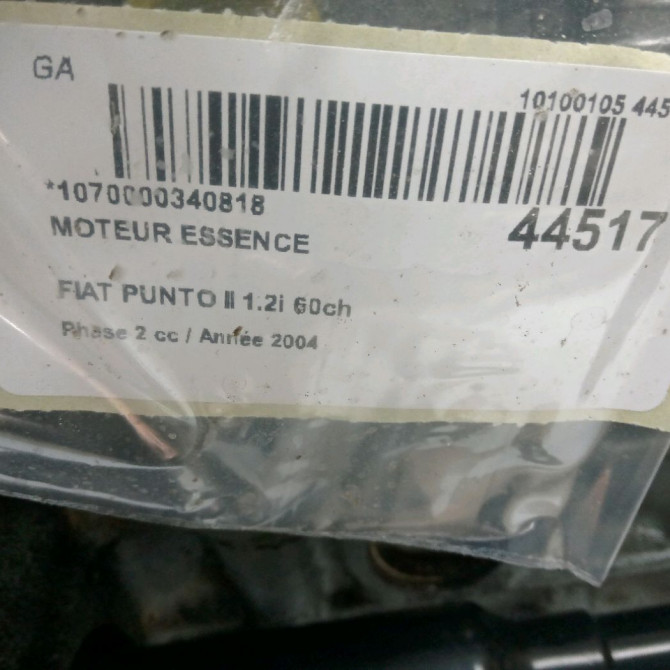 GA
10100105 445
*1070000340818
44517
MOTEUR ESSENCE
FIAT PUNTO II 1.2i 60ch
Phase 2 cc / Année 2004